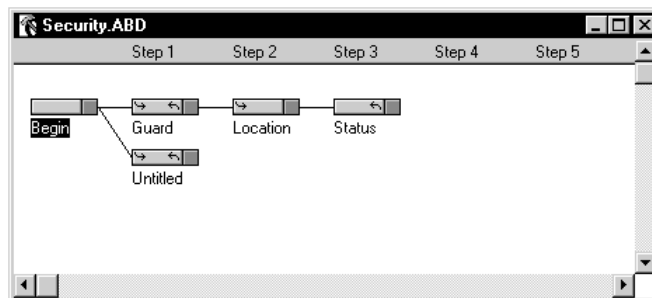 Security.ABD
Step 1 Step 2 Step 3 Step 4 Step 5
Begin Guard Location Status
Untitled